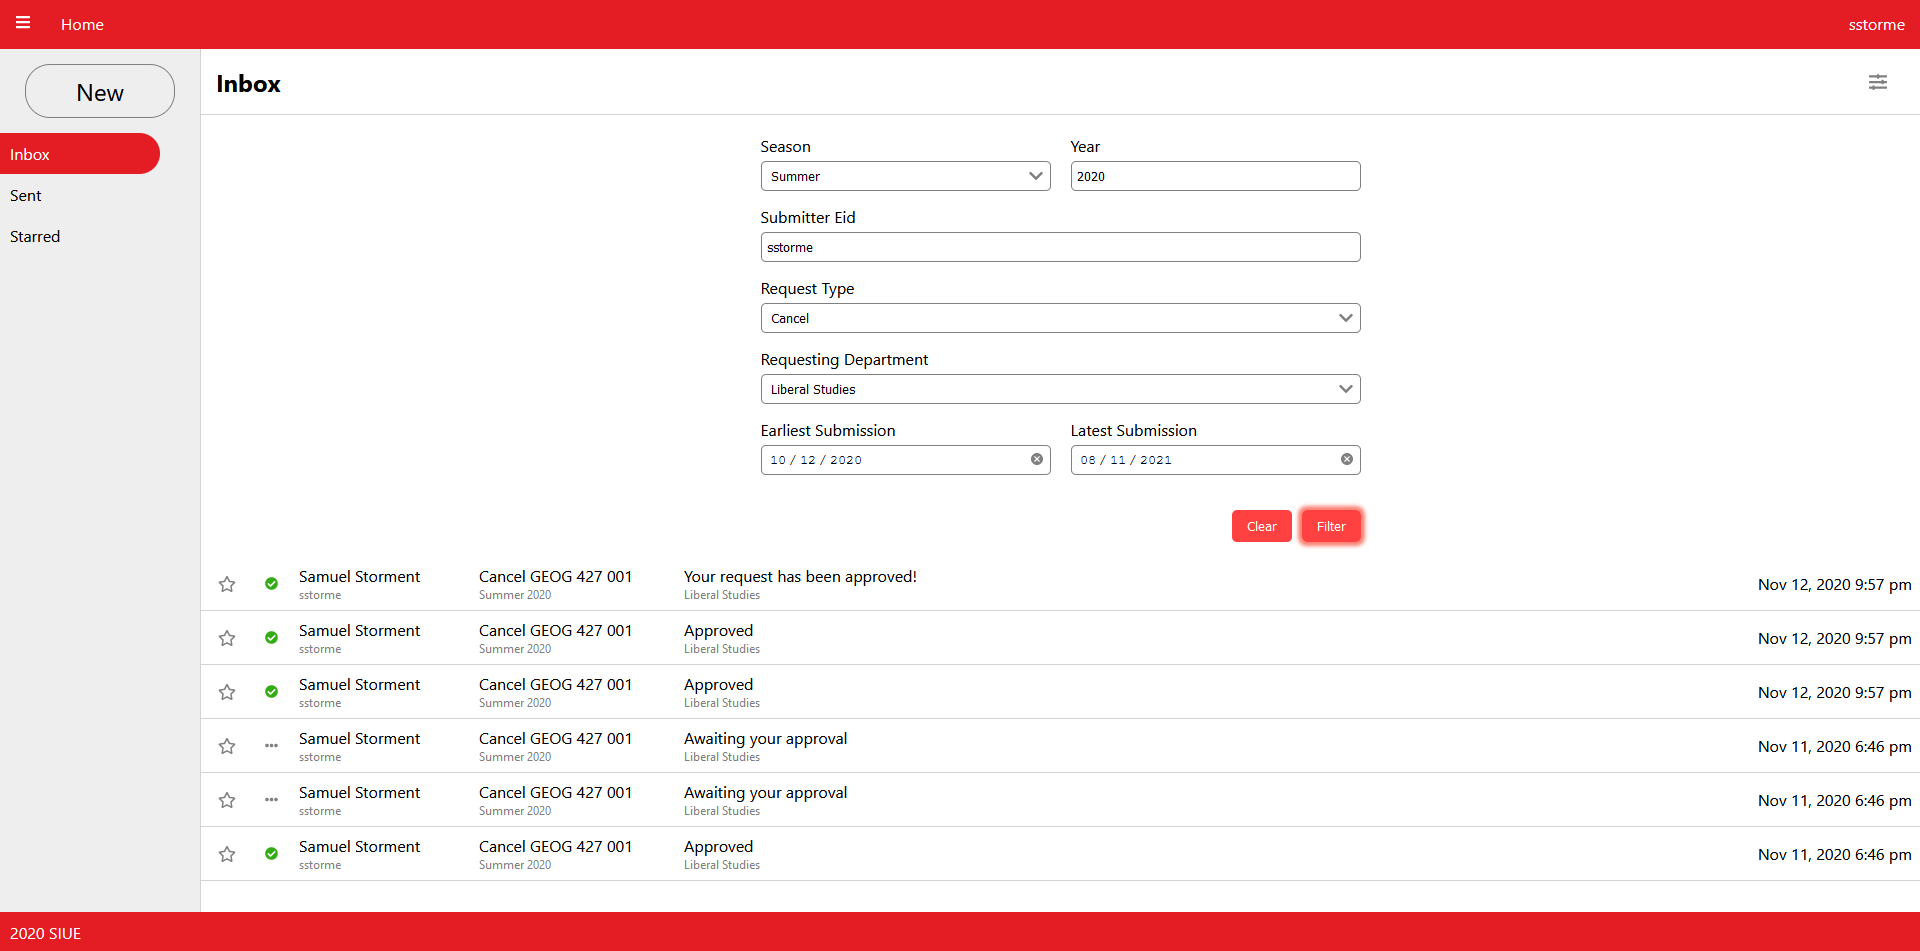 Home
sstorme
New
Inbox
Sent
Starred
Inbox
Season
Year
Summer
2020
Submitter Eid
sstorme
Request Type
Cancel
Requesting Department
Liberal Studies
Earliest Submission
Latest Submission
10 / 12 / 2020
08 / 11 / 2021
Clear
Filter
Samuel Storment Cancel GEOG 427 001 Your request has been approved!
sstorme Summer 2020 Liberal Studies
Nov 12, 2020 9:57 pm
Samuel Storment Cancel GEOG 427 001 Approved
sstorme Summer 2020 Liberal Studies
Nov 12, 2020 9:57 pm
Samuel Storment Cancel GEOG 427 001 Approved
sstorme Summer 2020 Liberal Studies
Nov 12, 2020 9:57 pm
Samuel Storment Cancel GEOG 427 001 Awaiting your approval
sstorme Summer 2020 Liberal Studies
Nov 11, 2020 6:46 pm
Samuel Storment Cancel GEOG 427 001 Awaiting your approval
sstorme Summer 2020 Liberal Studies
Nov 11, 2020 6:46 pm
Samuel Storment Cancel GEOG 427 001 Approved
sstorme Summer 2020 Liberal Studies
Nov 11, 2020 6:46 pm
2020 SIUE